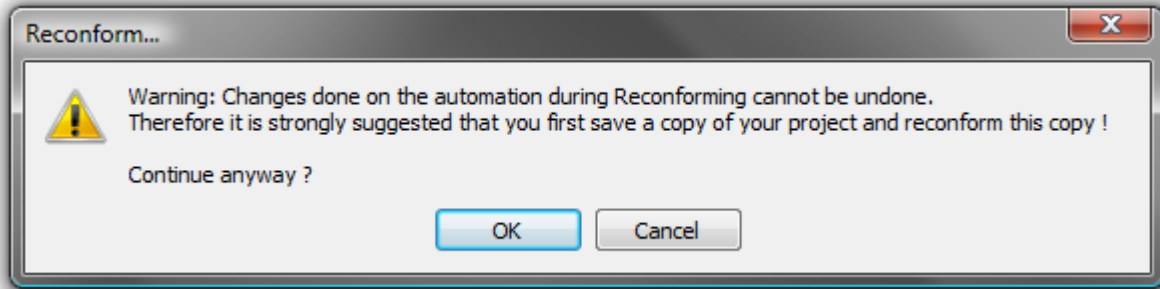 Reconform...
Warning: Changes done on the automation during Reconforming cannot be undone.
Therefore it is strongly suggested that you first save a copy of your project and reconform this copy !
Continue anyway ?
OK
Cancel